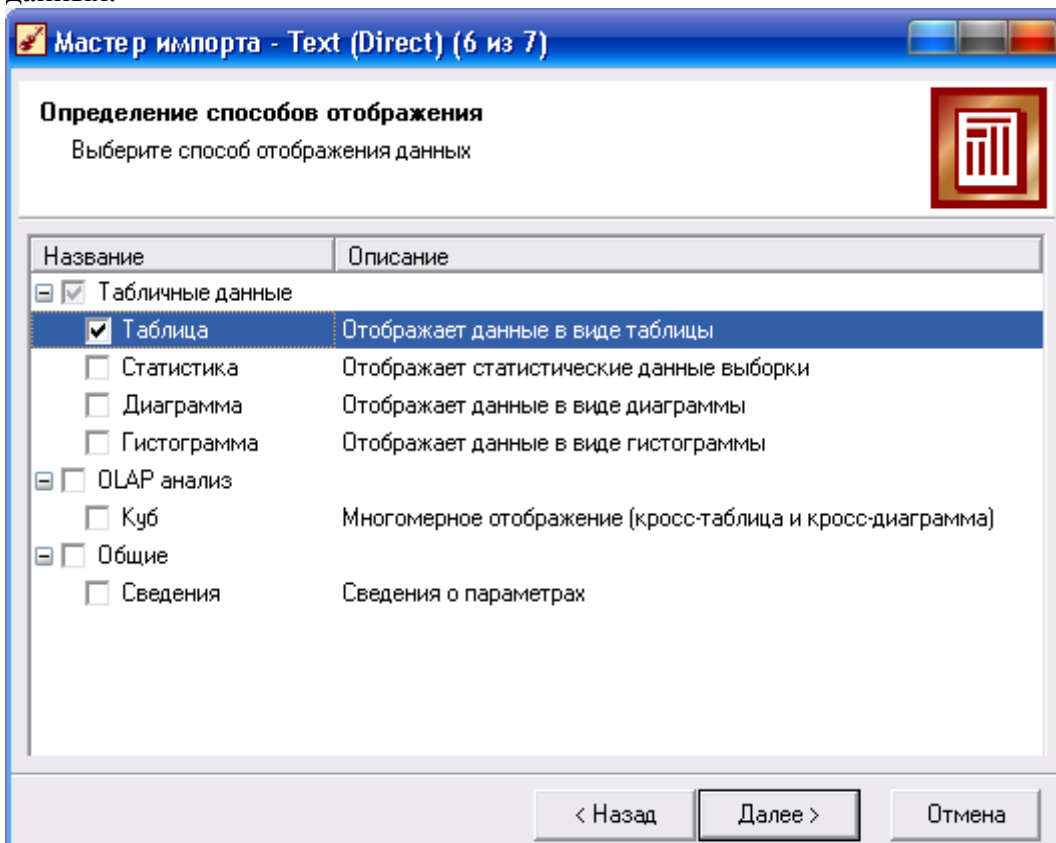 данных.
Мастер импорта - Text (Direct) (6 из 7)
Определение способов отображения
Выберите способ отображения данных
Название Описание
Табличные данные
Таблица Отображает данные в виде таблицы
Статистика Отображает статистические данные выборки
Диаграмма Отображает данные в виде диаграммы
Гистограмма Отображает данные в виде гистограммы
OLAP анализ
Куб Многомерное отображение (кросс-таблица и кросс-диаграмма)
Общие
Сведения Сведения о параметрах
< Назад Далее > Отмена